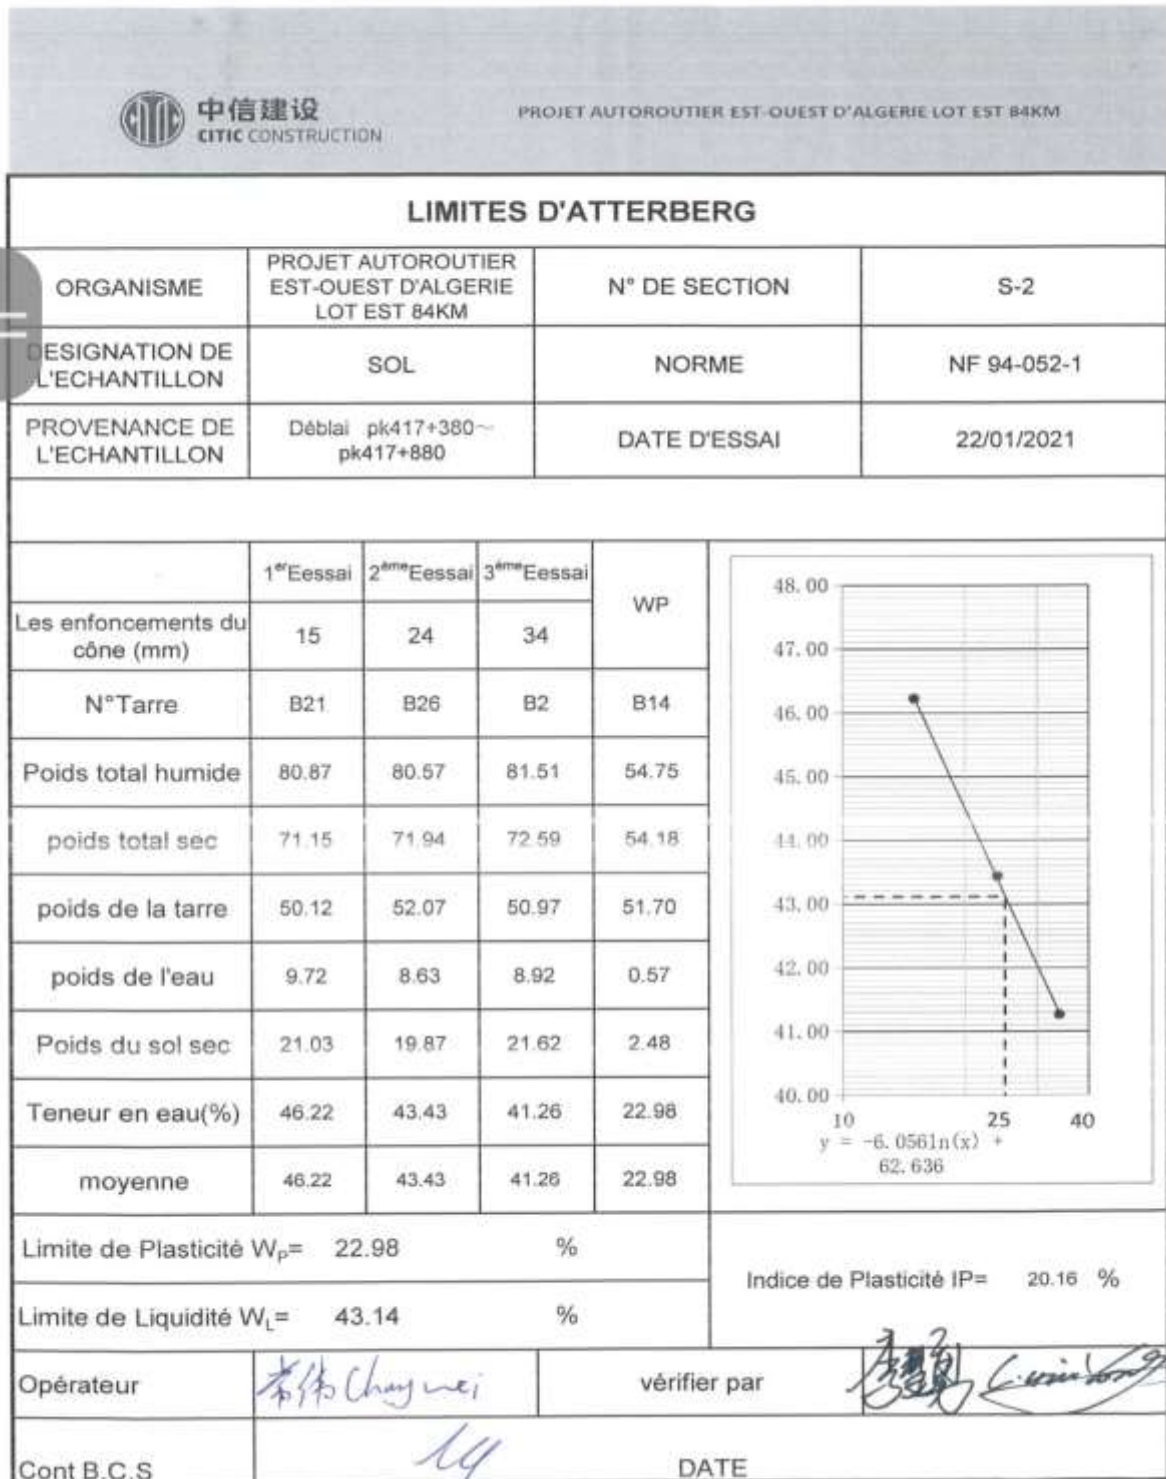 中信建设
CITIC CONSTRUCTION
PROJET AUTOROUTIER EST-OUEST D'ALGERIE LOT EST 84KM
LIMITES D'ATTERBERG
ORGANISME
PROJET AUTOROUTIER
EST-OUEST D'ALGERIE
LOT EST 84KM
N° DE SECTION
S-2
DESIGNATION DE
L'ECHANTILLON
SOL
NORME
NF 94-052-1
PROVENANCE DE
L'ECHANTILLON
Déblai pk417+380~
pk417+880
DATE D'ESSAI
22/01/2021
1erEessai 2èmeEessai 3èmeEessai WP
Les enfoncements du
cône (mm)
15 24 34
N°Tarre B21 B26 B2 B14
Poids total humide 80.87 80.57 81.51 54.75
poids total sec 71.15 71.94 72.59 54.18
poids de la tarre 50.12 52.07 50.97 51.70
poids de l'eau 9.72 8.63 8.92 0.57
Poids du sol sec 21.03 19.87 21.62 2.48
Teneur en eau(%) 46.22 43.43 41.26 22.98
moyenne 46.22 43.43 41.26 22.98
48.00
47.00
46.00
45.00
44.00
43.00
42.00
41.00
40.00
10 25 40
y = -6.056ln(x) +
62.636
Limite de Plasticité WP= 22.98 %
Limite de Liquidité WL= 43.14 %
Indice de Plasticité IP= 20.16 %
Opérateur
常伟 Chang wei
vérifier par
Cont B.C.S
DATE